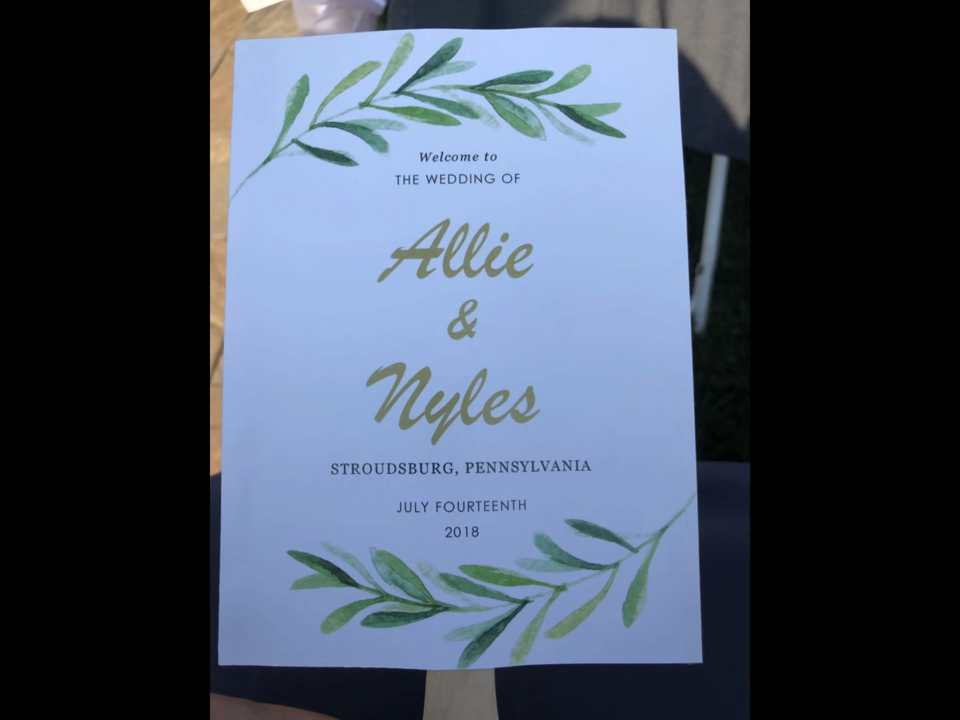 Welcome to
THE WEDDING OF
Allie
&
Nyles
STROUDSBURG, PENNSYLVANIA
JULY FOURTEENTH
2018